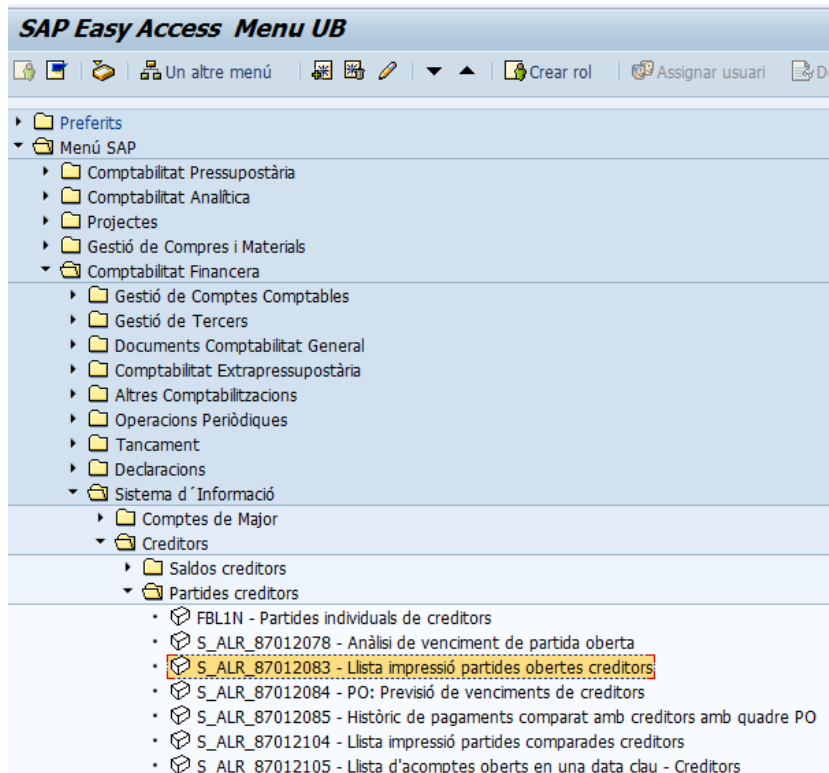 SAP Easy Access Menu UB
Un altre menú Crear rol Assignar usuari
Preferits
Menú SAP
Comptabilitat Pressupostària
Comptabilitat Analítica
Projectes
Gestió de Compres i Materials
Comptabilitat Financera
Gestió de Comptes Comptables
Gestió de Tercers
Documents Comptabilitat General
Comptabilitat Extrapressupostària
Altres Comptabilitzacions
Operacions Periòdiques
Tancament
Declaracions
Sistema d´Informació
Comptes de Major
Creditors
Saldos creditors
Partides creditors
FBL1N - Partides individuals de creditors
S_ALR_87012078 - Anàlisi de venciment de partida oberta
S_ALR_87012083 - Llista impressió partides obertes creditors
S_ALR_87012084 - PO: Previsió de venciments de creditors
S_ALR_87012085 - Històric de pagaments comparat amb creditors amb quadre PO
S_ALR_87012104 - Llista impressió partides comparades creditors
S_ALR_87012105 - Llista d'acomptes oberts en una data clau - Creditors